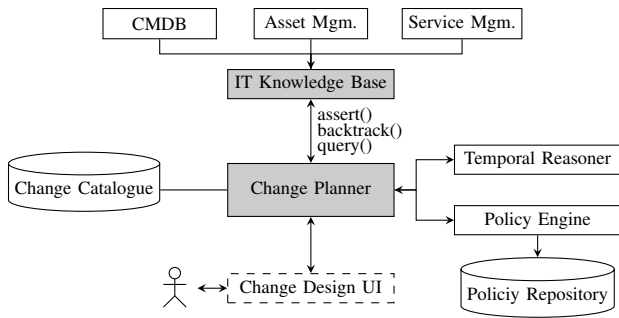 CMDB
Asset Mgm.
Service Mgm.
IT Knowledge Base
assert()
backtrack()
query()
Change Catalogue
Change Planner
Temporal Reasoner
Policy Engine
Change Design UI
Policiy Repository